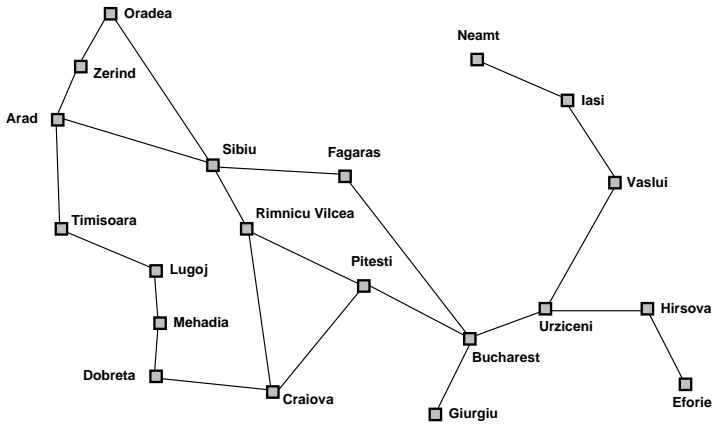 Oradea
Neamt
Zerind
Iasi
Arad
Sibiu
Fagaras
Vaslui
Rimnicu Vilcea
Timisoara
Pitesti
Lugoj
Hirsova
Mehadia
Urziceni
Bucharest
Dobreta
Craiova
Eforie
Giurgiu